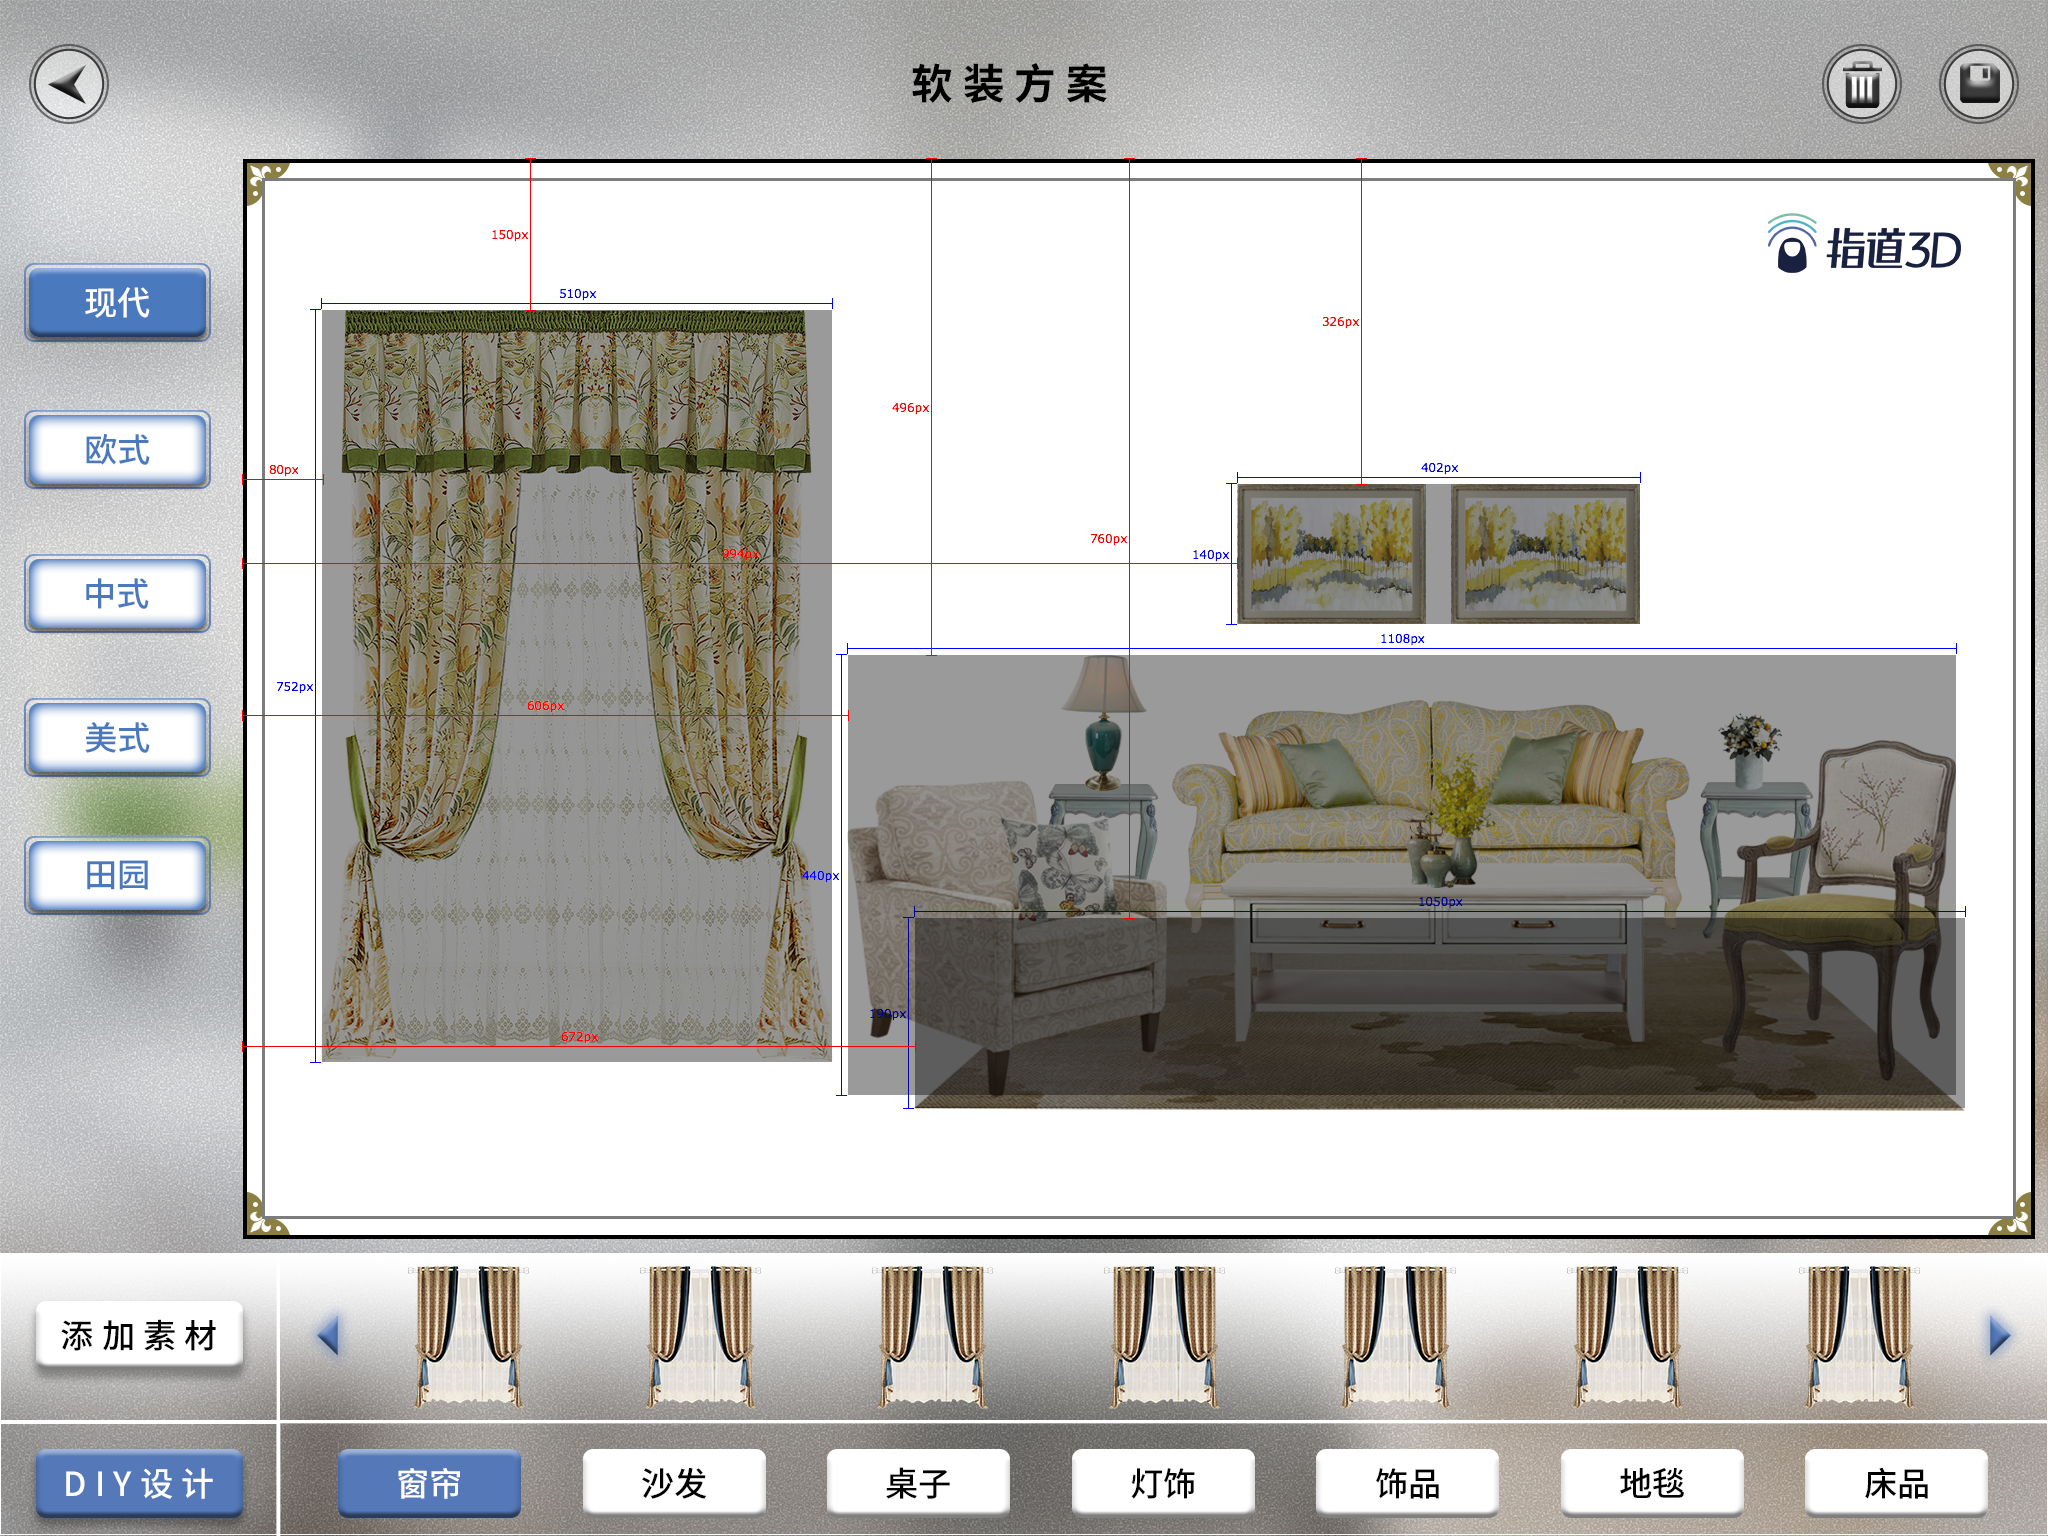 软装方案
指道3D
现代
欧式
中式
美式
田园
150px
510px
326px
496px
80px
402px
760px
994px
140px
1108px
752px
606px
440px
1050px
190px
672px
添加素材
DIY设计
窗帘
沙发
桌子
灯饰
饰品
地毯
床品